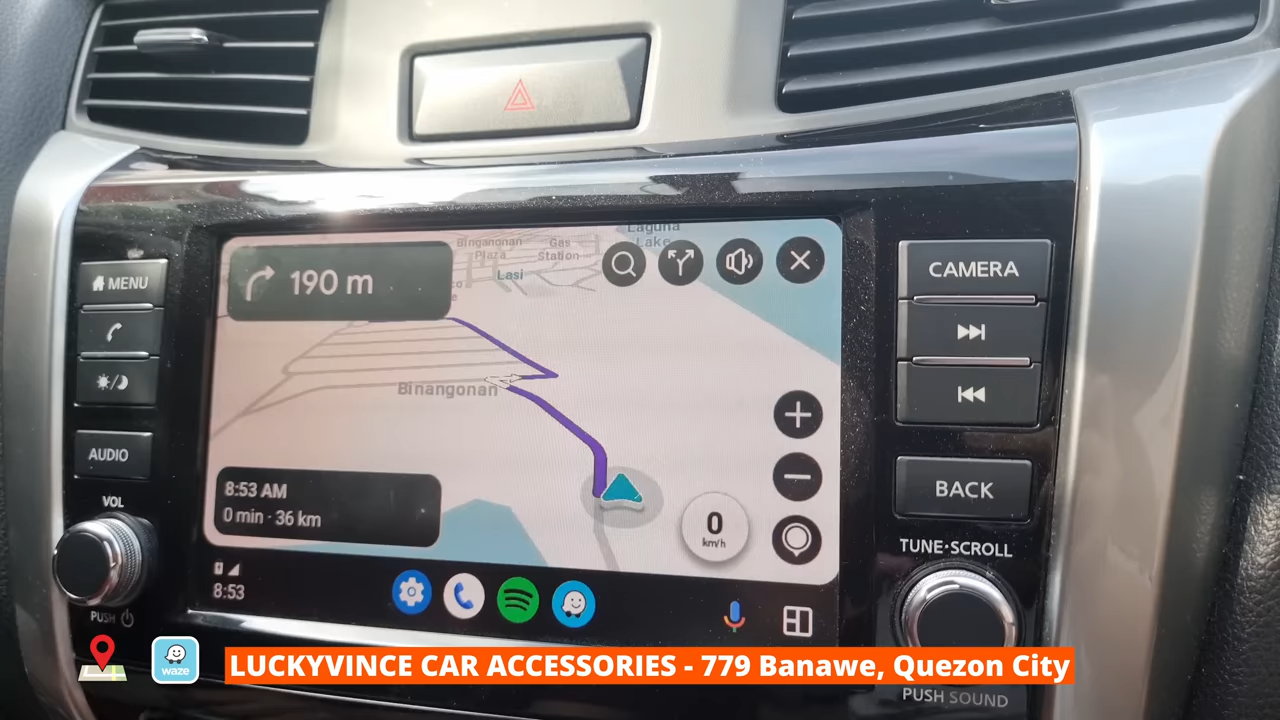 Binangonan
Plaza
Gas
Station
Laguna
Lake
Lasi
190 m
MENU
CAMERA
Binangonan
AUDIO
8:53 AM
0 min · 36 km
0
km/h
BACK
VOL
TUNE·SCROLL
8:53
PUSH
waze
LUCKYVINCE CAR ACCESSORIES - 779 Banawe, Quezon City
PUSH SOUND